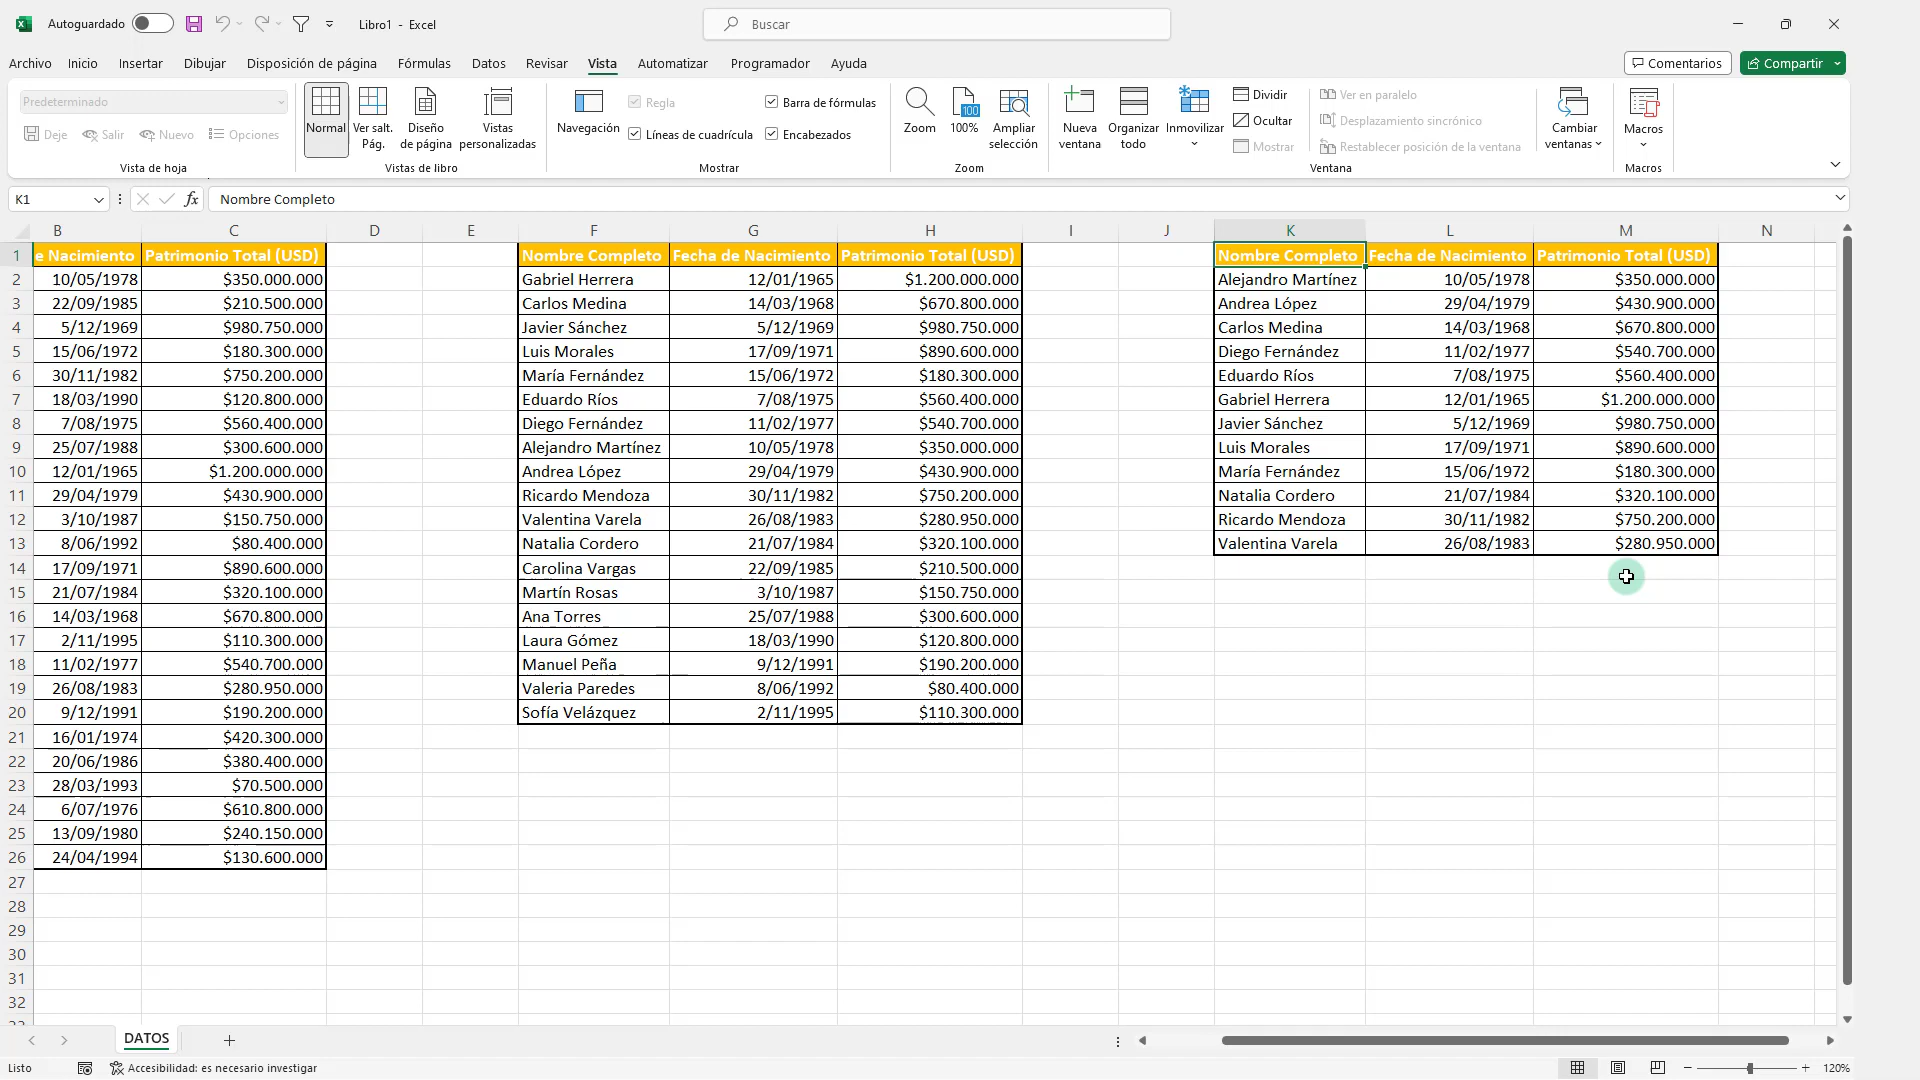 Autoguardado Libro1 - Excel Buscar
Archivo Inicio Insertar Dibujar Disposición de página Fórmulas Datos Revisar Vista Automatizar Programador Ayuda Comentarios Compartir
Predeterminado
Deje Salir Nuevo Opciones
Vista de hoja
Normal Ver salt. Pág. Diseño de página Vistas personalizadas
Vistas de libro
Navegación Regla Barra de fórmulas
Líneas de cuadrícula Encabezados
Mostrar
Zoom 100% Ampliar selección
100
Zoom
Nueva ventana Organizar todo Inmovilizar
Dividir
Ocultar
Mostrar
Ver en paralelo
Desplazamiento sincrónico
Restablecer posición de la ventana
Cambiar ventanas
Ventana
Macros
Macros
K1 fx Nombre Completo
B C D E F G H I J K L M N
1 e Nacimiento Patrimonio Total (USD) Nombre Completo Fecha de Nacimiento Patrimonio Total (USD) Nombre Completo Fecha de Nacimiento Patrimonio Total (USD)
2 10/05/1978 $350.000.000 Gabriel Herrera 12/01/1965 $1.200.000.000 Alejandro Martínez 10/05/1978 $350.000.000
3 22/09/1985 $210.500.000 Carlos Medina 14/03/1968 $670.800.000 Andrea López 29/04/1979 $430.900.000
4 5/12/1969 $980.750.000 Javier Sánchez 5/12/1969 $980.750.000 Carlos Medina 14/03/1968 $670.800.000
5 15/06/1972 $180.300.000 Luis Morales 17/09/1971 $890.600.000 Diego Fernández 11/02/1977 $540.700.000
6 30/11/1982 $750.200.000 María Fernández 15/06/1972 $180.300.000 Eduardo Ríos 7/08/1975 $560.400.000
7 18/03/1990 $120.800.000 Eduardo Ríos 7/08/1975 $560.400.000 Gabriel Herrera 12/01/1965 $1.200.000.000
8 7/08/1975 $560.400.000 Diego Fernández 11/02/1977 $540.700.000 Javier Sánchez 5/12/1969 $980.750.000
9 25/07/1988 $300.600.000 Alejandro Martínez 10/05/1978 $350.000.000 Luis Morales 17/09/1971 $890.600.000
10 12/01/1965 $1.200.000.000 Andrea López 29/04/1979 $430.900.000 María Fernández 15/06/1972 $180.300.000
11 29/04/1979 $430.900.000 Ricardo Mendoza 30/11/1982 $750.200.000 Natalia Cordero 21/07/1984 $320.100.000
12 3/10/1987 $150.750.000 Valentina Varela 26/08/1983 $280.950.000 Ricardo Mendoza 30/11/1982 $750.200.000
13 8/06/1992 $80.400.000 Natalia Cordero 21/07/1984 $320.100.000 Valentina Varela 26/08/1983 $280.950.000
14 17/09/1971 $890.600.000 Carolina Vargas 22/09/1985 $210.500.000
15 21/07/1984 $320.100.000 Martín Rosas 3/10/1987 $150.750.000
16 14/03/1968 $670.800.000 Ana Torres 25/07/1988 $300.600.000
17 2/11/1995 $110.300.000 Laura Gómez 18/03/1990 $120.800.000
18 11/02/1977 $540.700.000 Manuel Peña 9/12/1991 $190.200.000
19 26/08/1983 $280.950.000 Valeria Paredes 8/06/1992 $80.400.000
20 9/12/1991 $190.200.000 Sofía Velázquez 2/11/1995 $110.300.000
21 16/01/1974 $420.300.000
22 20/06/1986 $380.400.000
23 28/03/1993 $70.500.000
24 6/07/1976 $610.800.000
25 13/09/1980 $240.150.000
26 24/04/1994 $130.600.000
27
28
29
30
31
32
DATOS
Listo Accesibilidad: es necesario investigar 120%